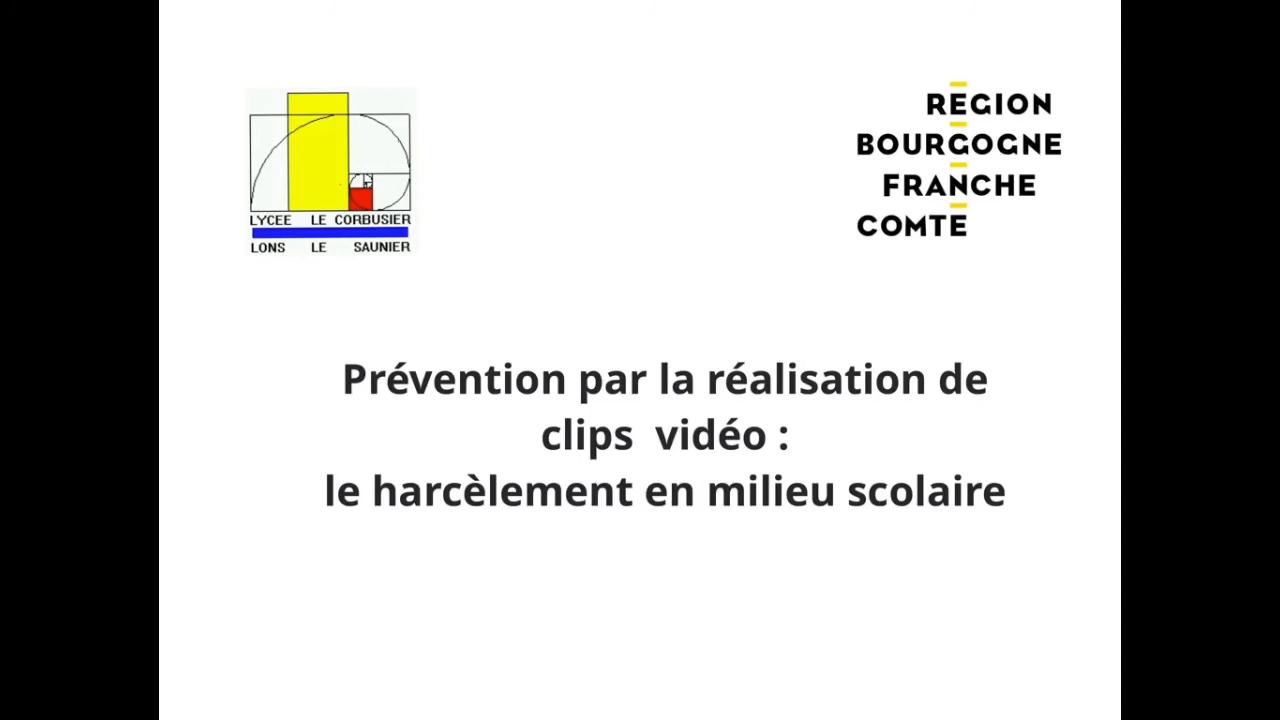 LYCEE LE CORBUSIER
LONS LE SAUNIER
REGION
BOURGOGNE
FRANCHE
COMTE
Prévention par la réalisation de
clips vidéo :
le harcèlement en milieu scolaire